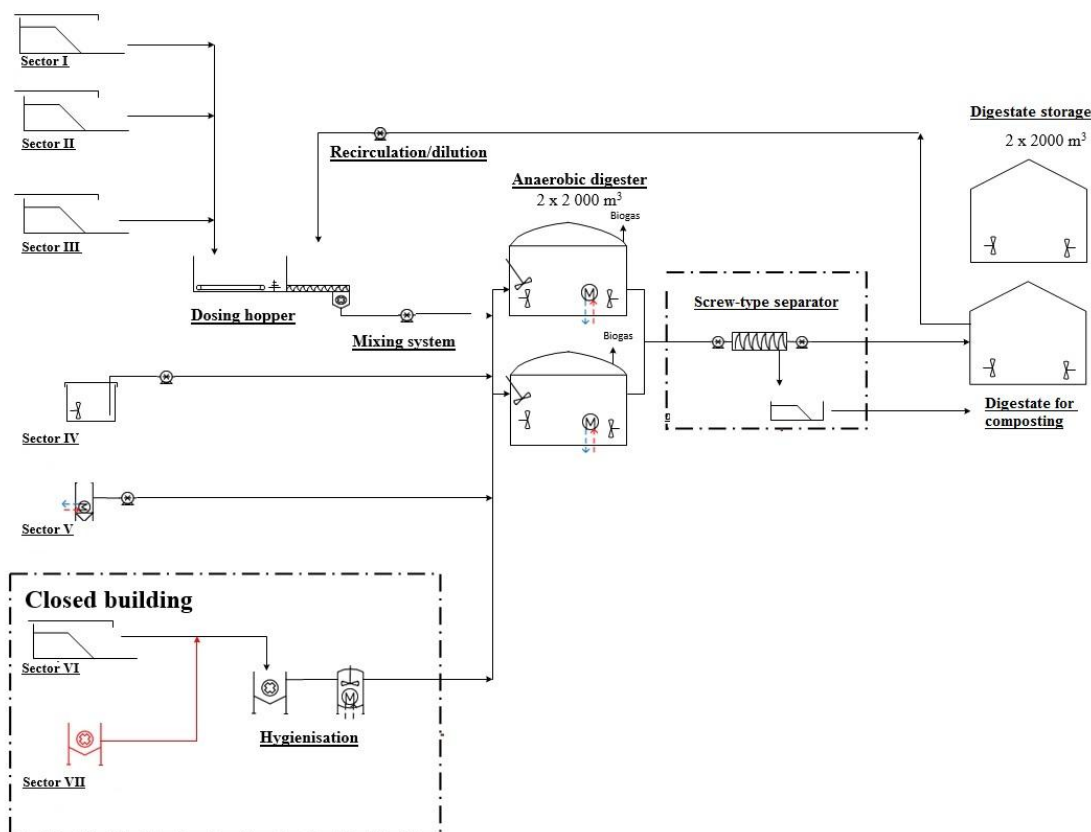 Sector I
Sector II
Sector III
Recirculation/dilution
Digestate storage
2 x 2000 m³
Anaerobic digester
2 x 2 000 m³
Biogas
Dosing hopper
Mixing system
M
Screw-type separator
Biogas
M
Sector IV
Digestate for
composting
Sector V
Closed building
Sector VI
M
Hygienisation
Sector VII